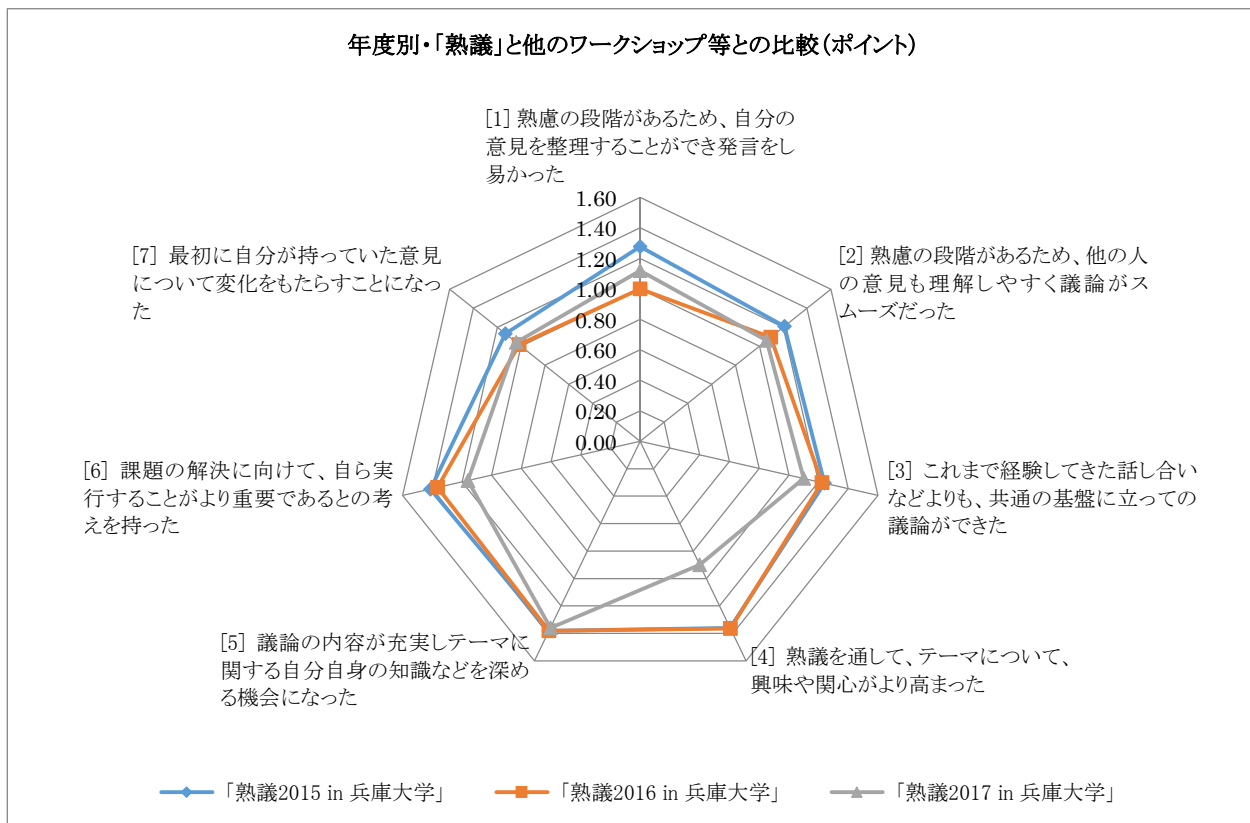 年度別・「熟議」と他のワークショップ等との比較(ポイント)
[1] 熟慮の段階があるため、自分の
意見を整理することができ発言をし
易かった
1.60
1.40
1.20
1.00
0.80
0.60
0.40
0.20
0.00
[2] 熟慮の段階があるため、他の人
の意見も理解しやすく議論がス
ムーズだった
[3] これまで経験してきた話し合い
などよりも、共通の基盤に立っての
議論ができた
[4] 熟議を通して、テーマについて、
興味や関心がより高まった
[5] 議論の内容が充実しテーマに
関する自分自身の知識などを深め
る機会になった
[6] 課題の解決に向けて、自ら実
行することがより重要であるとの考
えを持った
[7] 最初に自分が持っていた意見
について変化をもたらすことになっ
た
「熟議2015 in 兵庫大学」
「熟議2016 in 兵庫大学」
「熟議2017 in 兵庫大学」